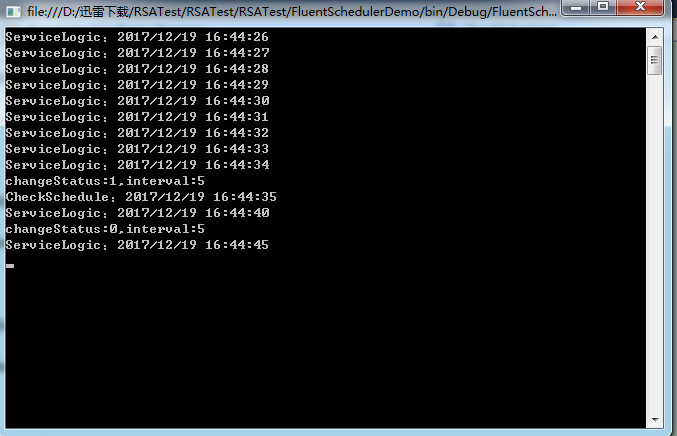 file:///D:/迅雷下载/RSATest/RSATest/RSATest/FluentSchedulerDemo/bin/Debug/FluentSch...
ServiceLogic: 2017/12/19 16:44:26
ServiceLogic: 2017/12/19 16:44:27
ServiceLogic: 2017/12/19 16:44:28
ServiceLogic: 2017/12/19 16:44:29
ServiceLogic: 2017/12/19 16:44:30
ServiceLogic: 2017/12/19 16:44:31
ServiceLogic: 2017/12/19 16:44:32
ServiceLogic: 2017/12/19 16:44:33
ServiceLogic: 2017/12/19 16:44:34
changeStatus:1,interval:5
CheckSchedule: 2017/12/19 16:44:35
ServiceLogic: 2017/12/19 16:44:40
changeStatus:0,interval:5
ServiceLogic: 2017/12/19 16:44:45